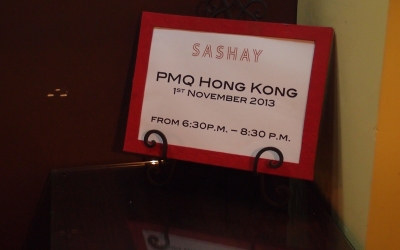 SASHAY
PMQ HONG KONG
1ST NOVEMBER 2013
FROM 6:30P.M. – 8:30 P.M.